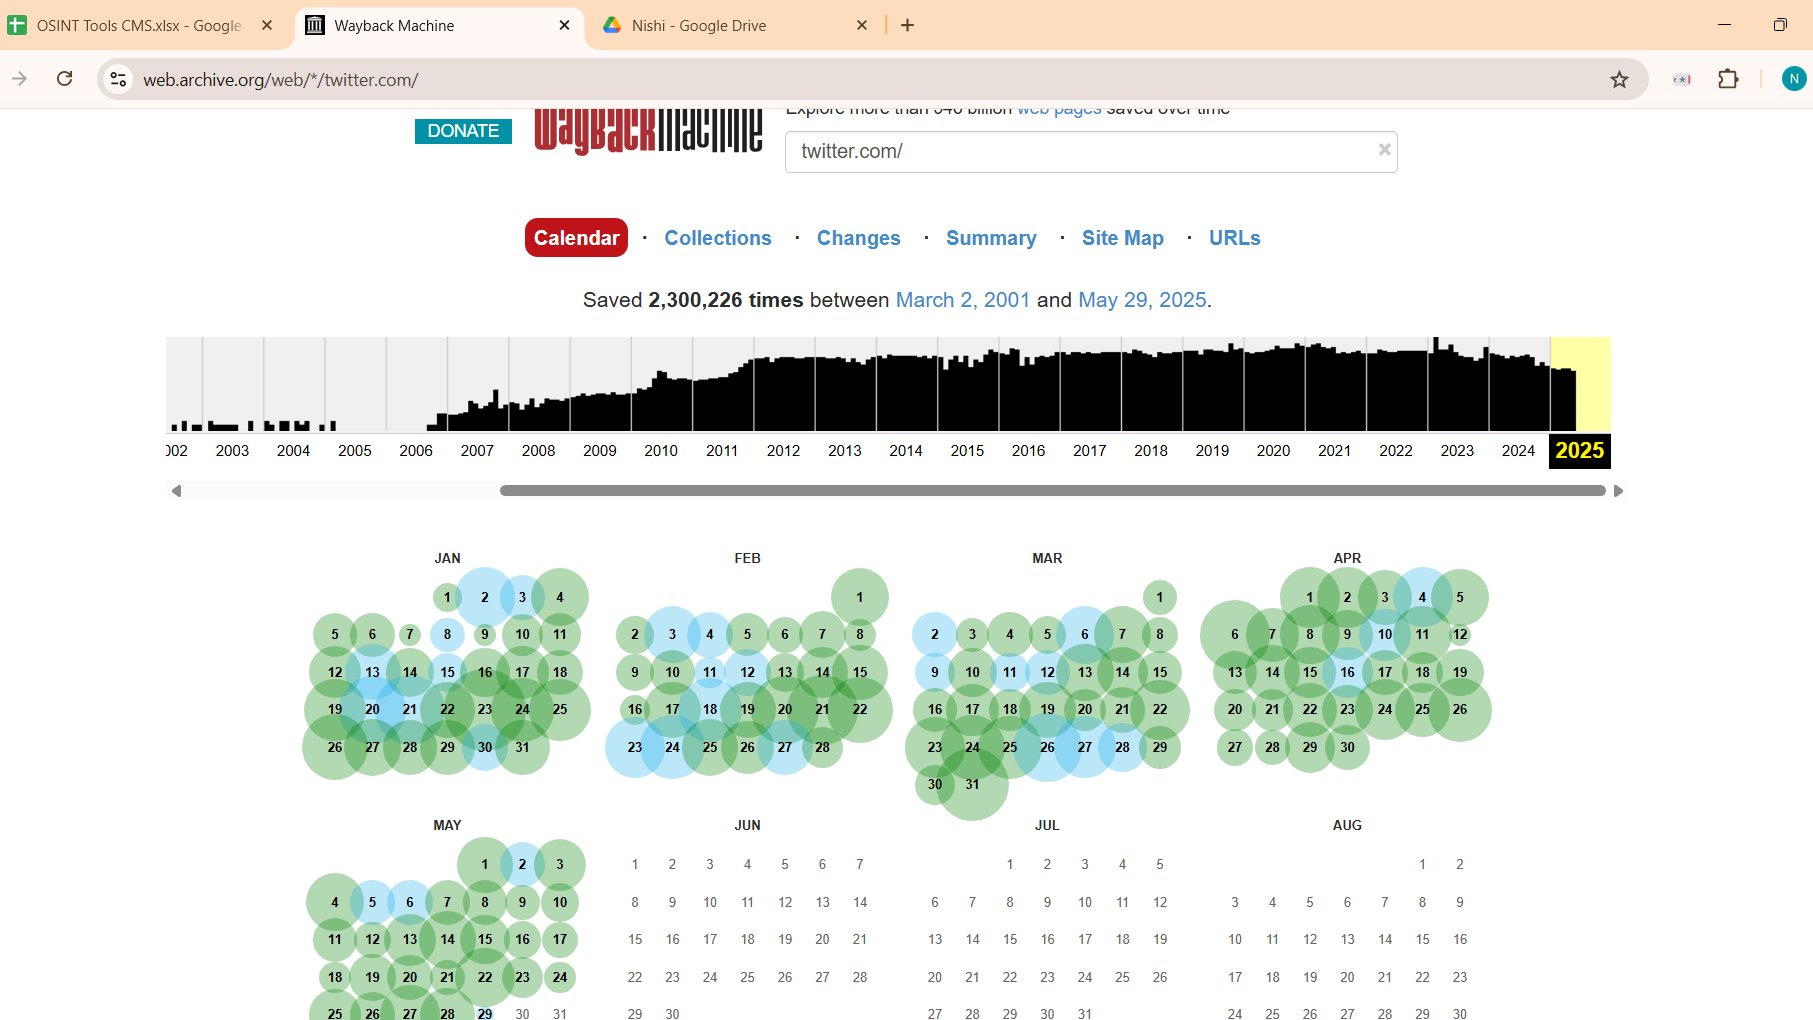 OSINT Tools CMS.xlsx - Google
Wayback Machine
Nishi - Google Drive
web.archive.org/web/*/twitter.com/
N
DONATE
WayBackMachine
Explore more than 946 billion web pages saved over time
twitter.com/
Calendar · Collections · Changes · Summary · Site Map · URLs
Saved 2,300,226 times between March 2, 2001 and May 29, 2025.
002 2003 2004 2005 2006 2007 2008 2009 2010 2011 2012 2013 2014 2015 2016 2017 2018 2019 2020 2021 2022 2023 2024 2025
JAN
1 2 3 4
5 6 7 8 9 10 11
12 13 14 15 16 17 18
19 20 21 22 23 24 25
26 27 28 29 30 31
FEB
1
2 3 4 5 6 7 8
9 10 11 12 13 14 15
16 17 18 19 20 21 22
23 24 25 26 27 28
MAR
1
2 3 4 5 6 7 8
9 10 11 12 13 14 15
16 17 18 19 20 21 22
23 24 25 26 27 28 29
30 31
APR
1 2 3 4 5
6 7 8 9 10 11 12
13 14 15 16 17 18 19
20 21 22 23 24 25 26
27 28 29 30
MAY
1 2 3
4 5 6 7 8 9 10
11 12 13 14 15 16 17
18 19 20 21 22 23 24
25 26 27 28 29 30 31
JUN
1 2 3 4 5 6 7
8 9 10 11 12 13 14
15 16 17 18 19 20 21
22 23 24 25 26 27 28
29 30
JUL
1 2 3 4 5
6 7 8 9 10 11 12
13 14 15 16 17 18 19
20 21 22 23 24 25 26
27 28 29 30 31
AUG
1 2
3 4 5 6 7 8 9
10 11 12 13 14 15 16
17 18 19 20 21 22 23
24 25 26 27 28 29 30